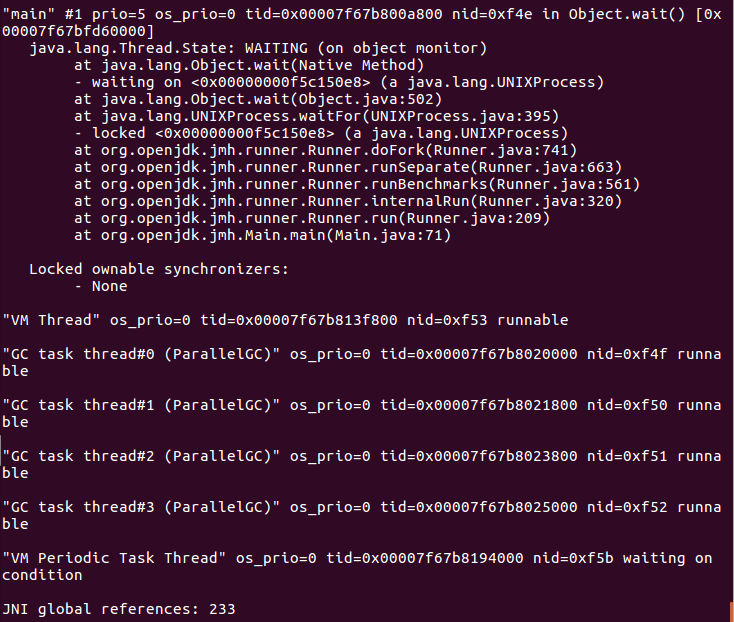 "main" #1 prio=5 os_prio=0 tid=0x00007f67b800a800 nid=0xf4e in Object.wait() [0x
00007f67bfd60000]
   java.lang.Thread.State: WAITING (on object monitor)
        at java.lang.Object.wait(Native Method)
        - waiting on <0x00000000f5c150e8> (a java.lang.UNIXProcess)
        at java.lang.Object.wait(Object.java:502)
        at java.lang.UNIXProcess.waitFor(UNIXProcess.java:395)
        - locked <0x00000000f5c150e8> (a java.lang.UNIXProcess)
        at org.openjdk.jmh.runner.Runner.doFork(Runner.java:741)
        at org.openjdk.jmh.runner.Runner.runSeparate(Runner.java:663)
        at org.openjdk.jmh.runner.Runner.runBenchmarks(Runner.java:561)
        at org.openjdk.jmh.runner.Runner.internalRun(Runner.java:320)
        at org.openjdk.jmh.runner.Runner.run(Runner.java:209)
        at org.openjdk.jmh.Main.main(Main.java:71)

   Locked ownable synchronizers:
        - None

"VM Thread" os_prio=0 tid=0x00007f67b813f800 nid=0xf53 runnable

"GC task thread#0 (ParallelGC)" os_prio=0 tid=0x00007f67b8020000 nid=0xf4f runna
ble

"GC task thread#1 (ParallelGC)" os_prio=0 tid=0x00007f67b8021800 nid=0xf50 runna
ble

"GC task thread#2 (ParallelGC)" os_prio=0 tid=0x00007f67b8023800 nid=0xf51 runna
ble

"GC task thread#3 (ParallelGC)" os_prio=0 tid=0x00007f67b8025000 nid=0xf52 runna
ble

"VM Periodic Task Thread" os_prio=0 tid=0x00007f67b8194000 nid=0xf5b waiting on
condition

JNI global references: 233